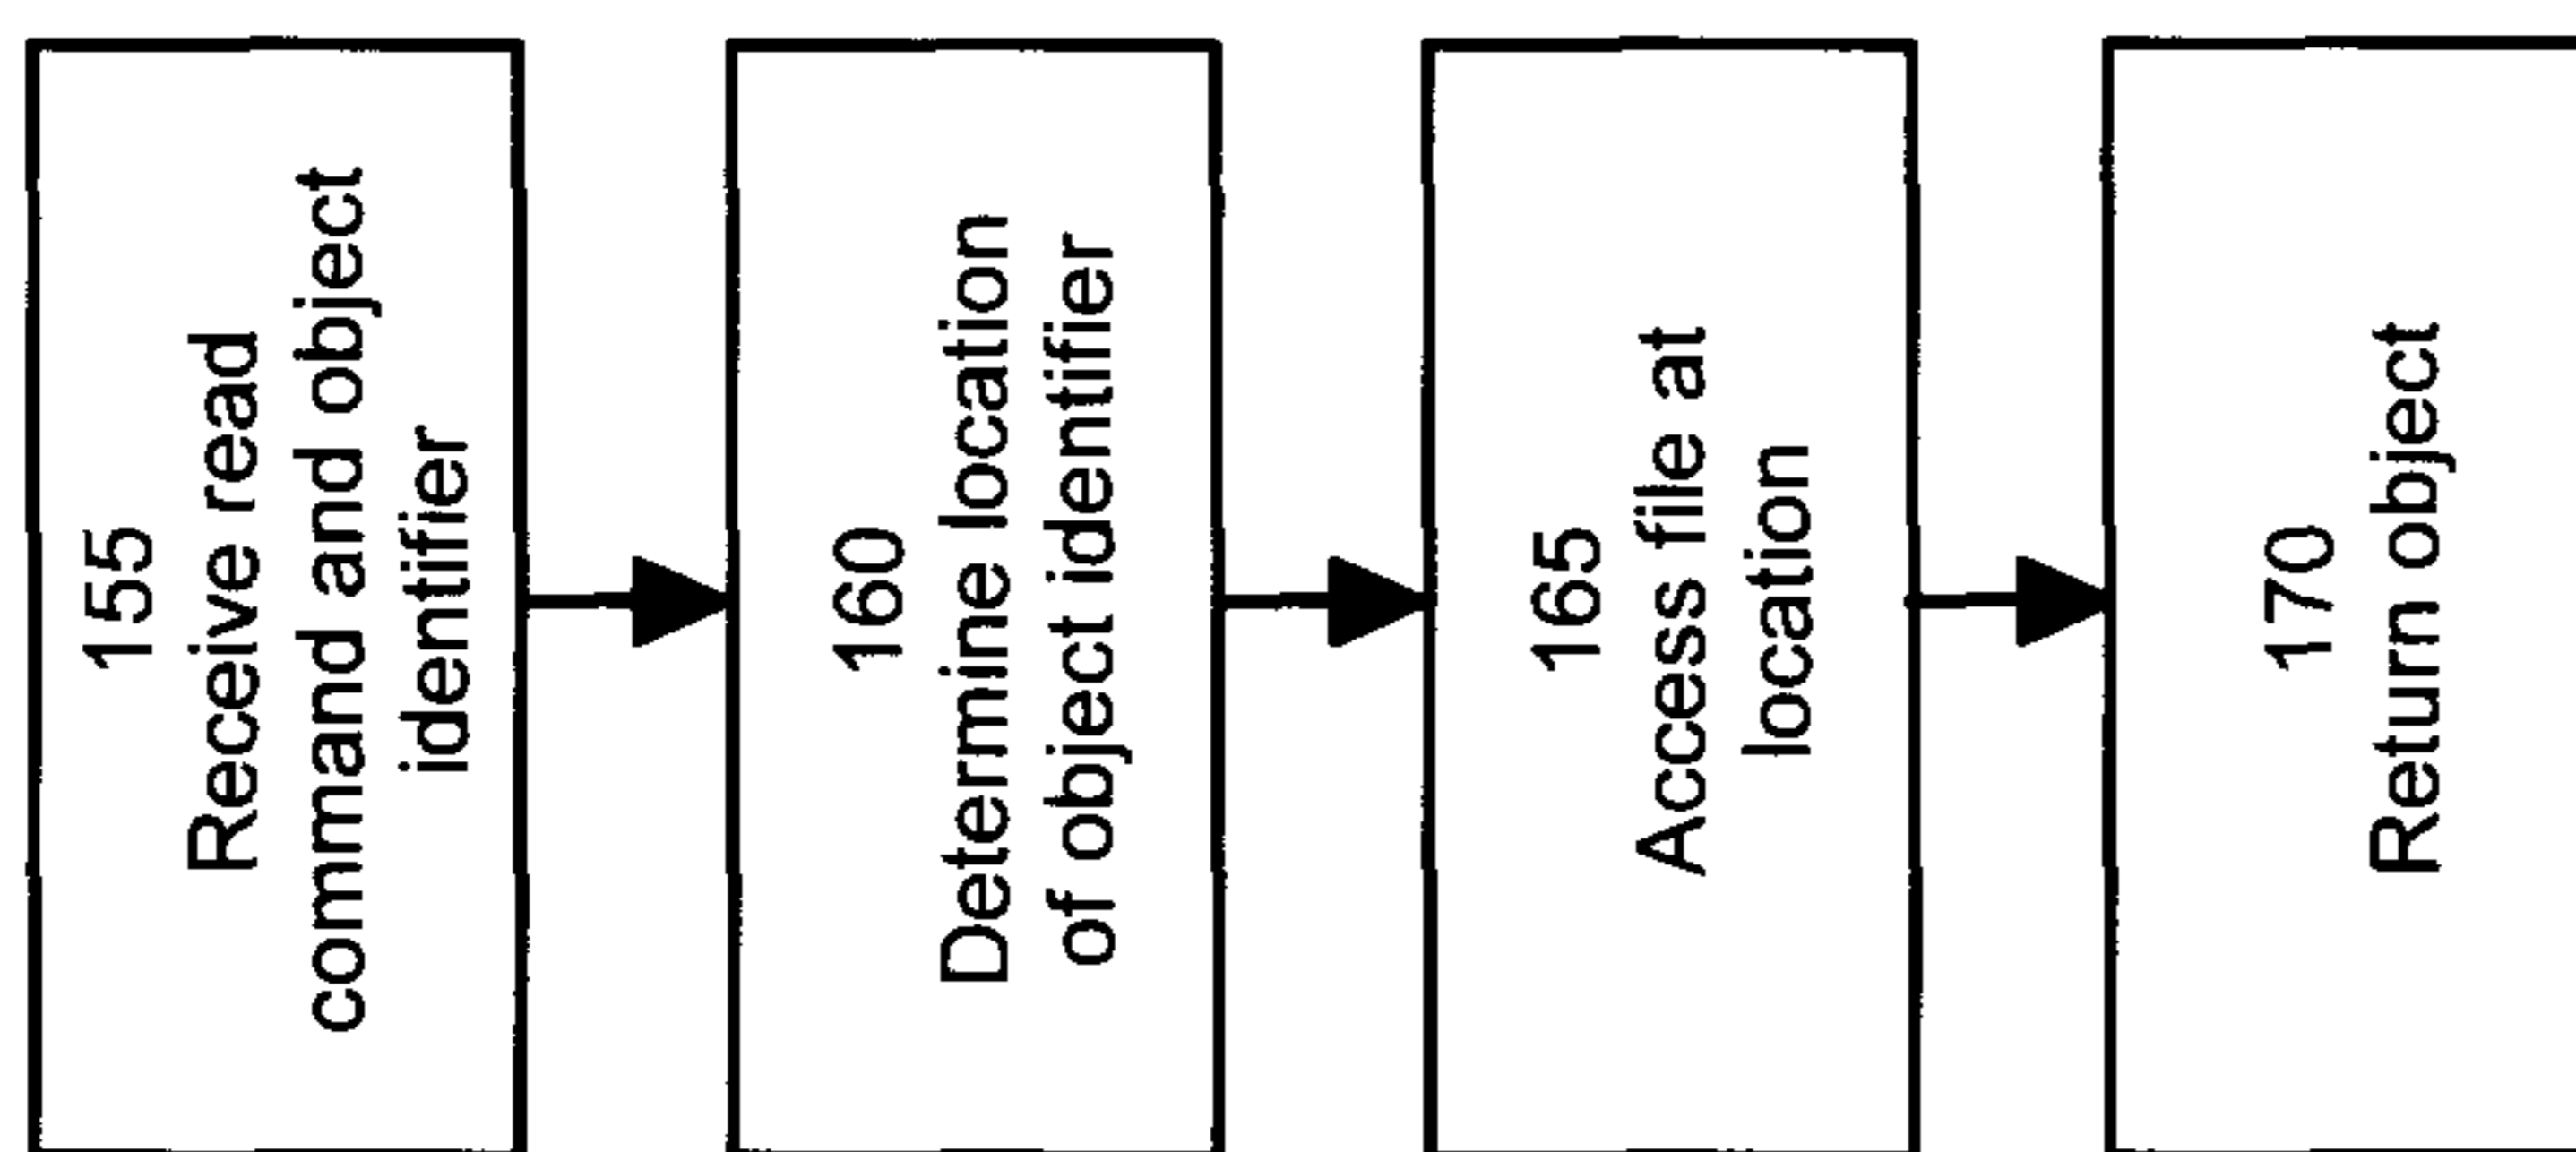 155
Receive read
command and object
identifier
160
Determine location
of object identifier
165
Access file at
location
170
Return object